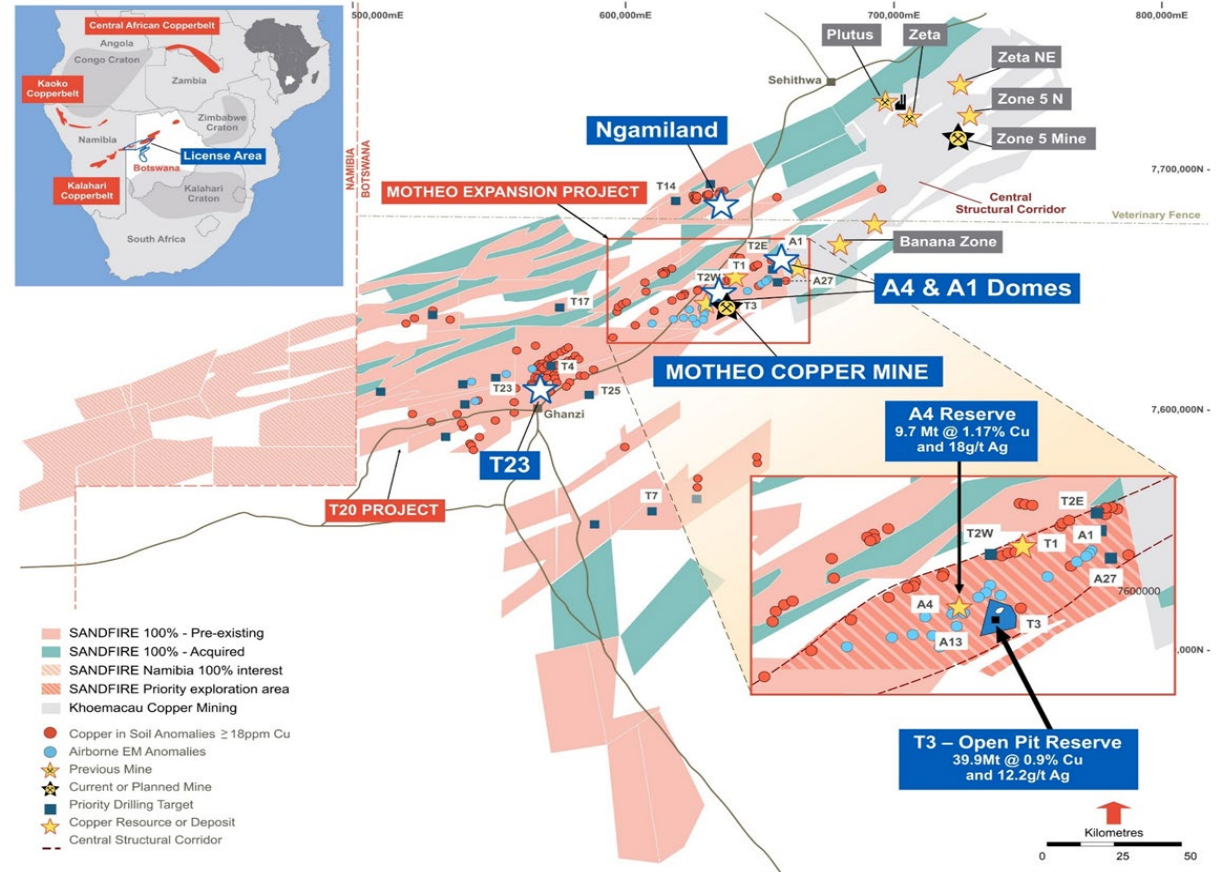 500,000mE
600,000mE
700,000mE
800,000mE
Central African Copperbelt
Angola
Congo Craton
Zambia
Kaoko
Copperbelt
Zimbabwe
Craton
Namibia
License Area
Botswana
Kalahari
Copperbelt
Kalahari
Craton
South Africa
NAMIBIA
BOTSWANA
Plutus
Zeta
Sehithwa
Zeta NE
Zone 5 N
Zone 5 Mine
Ngamiland
7,700,000N -
T14
MOTHEO EXPANSION PROJECT
Central
Structural Corridor
Veterinary Fence
Banana Zone
T2E
A1
T1
T2W
A27
T3
A4 & A1 Domes
T17
MOTHEO COPPER MINE
T4
T23
T25
Ghanzi
7,600,000N -
A4 Reserve
9.7 Mt @ 1.17% Cu
and 18g/t Ag
T23
T20 PROJECT
T7
T2E
T2W
T1
A1
A27
7600000
A4
T3
A13
,000N -
SANDFIRE 100% - Pre-existing
SANDFIRE 100% - Acquired
SANDFIRE Namibia 100% interest
SANDFIRE Priority exploration area
Khoemacau Copper Mining
Copper in Soil Anomalies ≥ 18ppm Cu
Airborne EM Anomalies
Previous Mine
Current or Planned Mine
Priority Drilling Target
Copper Resource or Deposit
Central Structural Corridor
T3 – Open Pit Reserve
39.9Mt @ 0.9% Cu
and 12.2g/t Ag
Kilometres
0
25
50